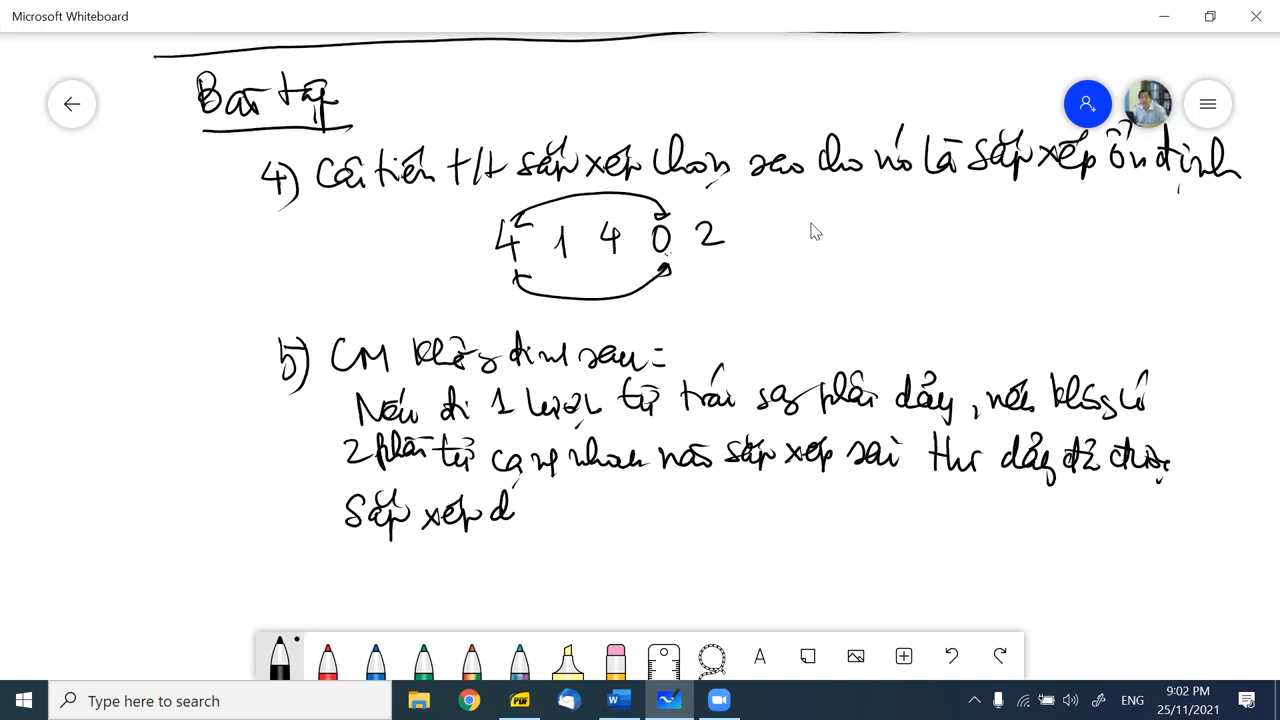 Microsoft Whiteboard
Bài tập
4) Cải tiến t/t sắp xếp chọn sao cho nó là sắp xếp ổn định
4 1 4 0 2
5) CM khẳng định sau:
Nếu đi 1 lượt từ trái sang phải dãy, nếu không có
2 phần tử cạnh nhau nào sắp xếp sai thì dãy đã được
sắp xếp đ
A
Type here to search
PDF
ENG
9:02 PM
25/11/2021